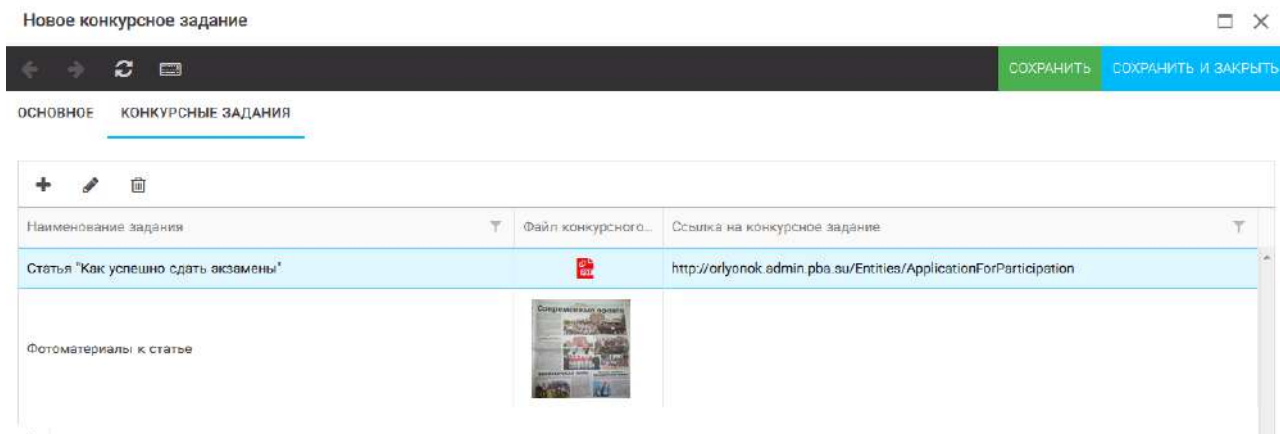 Новое конкурсное задание
СОХРАНИТЬ СОХРАНИТЬ И ЗАКРЫТЬ
ОСНОВНОЕ КОНКУРСНЫЕ ЗАДАНИЯ
Наименование задания Файл конкурсного... Ссылка на конкурсное задание
Статья "Как успешно сдать экзамены" http://orlyonok.admin.pba.su/Entities/ApplicationForParticipation
Фотоматериалы к статье